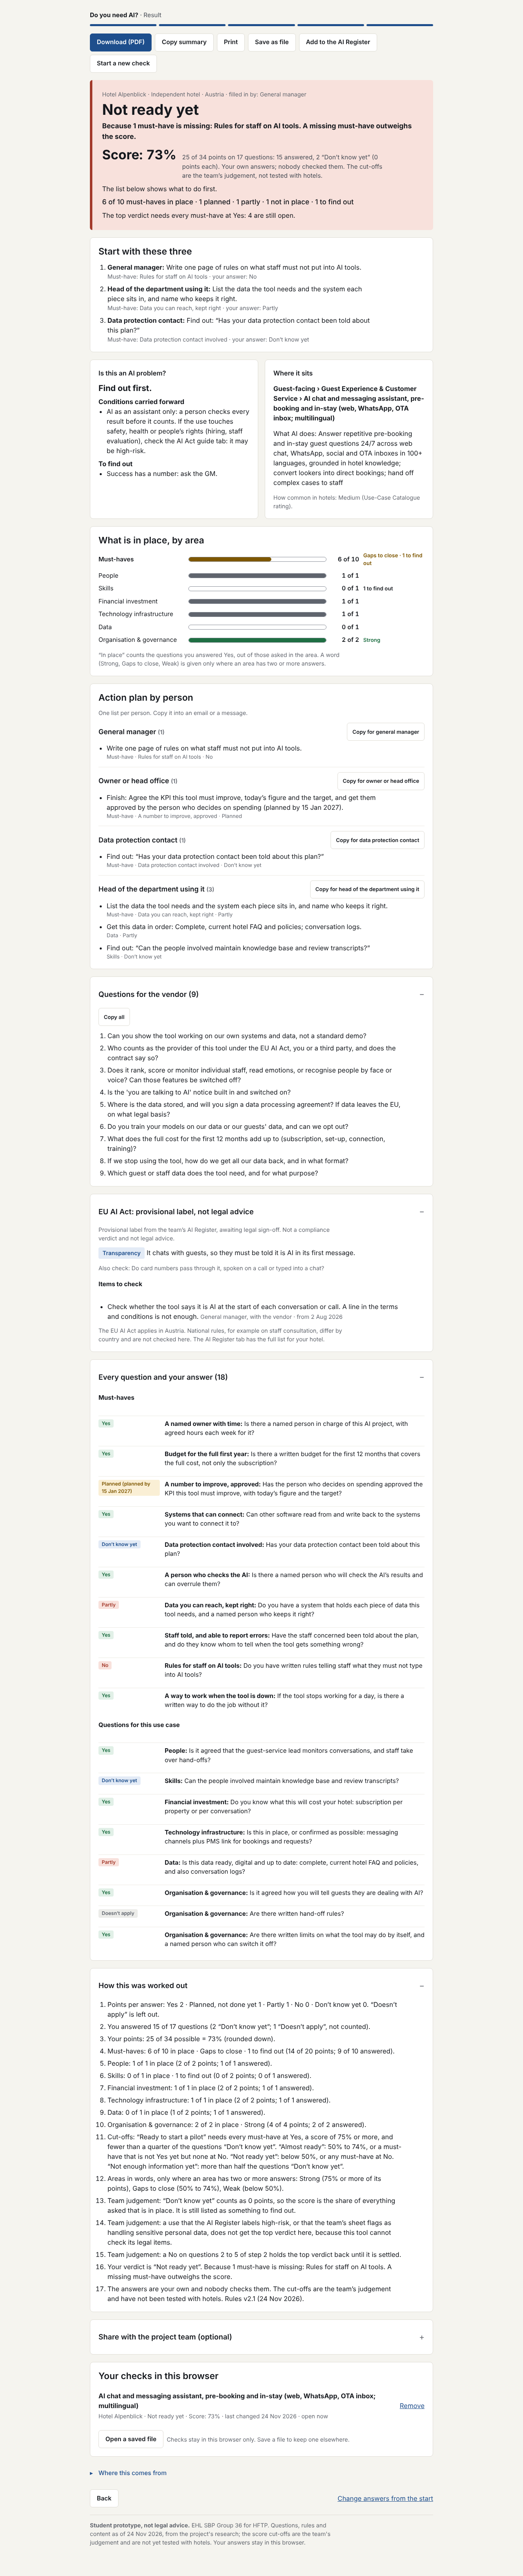 Do you need AI? · Result
Download (PDF)
Copy summary
Print
Save as file
Add to the AI Register
Start a new check
Hotel Alpenblick · Independent hotel · Austria · filled in by: General manager
Not ready yet
Because 1 must-have is missing: Rules for staff on AI tools. A missing must-have outweighs
the score.
Score: 73%
25 of 34 points on 17 questions: 15 answered, 2 “Don’t know yet” (0
points each). Your own answers; nobody checked them. The cut-offs
are the team’s judgement, not tested with hotels.
The list below shows what to do first.
6 of 10 must-haves in place · 1 planned · 1 partly · 1 not in place · 1 to find out
The top verdict needs every must-have at Yes: 4 are still open.
Start with these three
1. General manager: Write one page of rules on what staff must not put into AI tools.
Must-have: Rules for staff on AI tools · your answer: No
2. Head of the department using it: List the data the tool needs and the system each
piece sits in, and name who keeps it right.
Must-have: Data you can reach, kept right · your answer: Partly
3. Data protection contact: Find out: “Has your data protection contact been told about
this plan?”
Must-have: Data protection contact involved · your answer: Don’t know yet
Is this an AI problem?
Find out first.
Conditions carried forward
• AI as an assistant only: a person checks every
result before it counts. If the use touches
safety, health or people’s rights (hiring, staff
evaluation), check the AI Act guide tab: it may
be high-risk.
To find out
• Success has a number: ask the GM.
Where it sits
Guest-facing › Guest Experience & Customer
Service › AI chat and messaging assistant, pre-
booking and in-stay (web, WhatsApp, OTA
inbox; multilingual)
What AI does: Answer repetitive pre-booking
and in-stay guest questions 24/7 across web
chat, WhatsApp, social and OTA inboxes in 100+
languages, grounded in hotel knowledge;
convert lookers into direct bookings; hand off
complex cases to staff
How common in hotels: Medium (Use-Case Catalogue
rating).
What is in place, by area
Must-haves 6 of 10 Gaps to close · 1 to find
out
People 1 of 1
Skills 0 of 1 1 to find out
Financial investment 1 of 1
Technology infrastructure 1 of 1
Data 0 of 1
Organisation & governance 2 of 2 Strong
“In place” counts the questions you answered Yes, out of those asked in the area. A word
(Strong, Gaps to close, Weak) is given only where an area has two or more answers.
Action plan by person
One list per person. Copy it into an email or a message.
General manager (1)
Copy for general manager
• Write one page of rules on what staff must not put into AI tools.
Must-have · Rules for staff on AI tools · No
Owner or head office (1)
Copy for owner or head office
• Finish: Agree the KPI this tool must improve, today’s figure and the target, and get them
approved by the person who decides on spending (planned by 15 Jan 2027).
Must-have · A number to improve, approved · Planned
Data protection contact (1)
Copy for data protection contact
• Find out: “Has your data protection contact been told about this plan?”
Must-have · Data protection contact involved · Don’t know yet
Head of the department using it (3)
Copy for head of the department using it
• List the data the tool needs and the system each piece sits in, and name who keeps it right.
Must-have · Data you can reach, kept right · Partly
• Get this data in order: Complete, current hotel FAQ and policies; conversation logs.
Data · Partly
• Find out: “Can the people involved maintain knowledge base and review transcripts?”
Skills · Don’t know yet
Questions for the vendor (9)
−
Copy all
1. Can you show the tool working on our own systems and data, not a standard demo?
2. Who counts as the provider of this tool under the EU AI Act, you or a third party, and does the
contract say so?
3. Does it rank, score or monitor individual staff, read emotions, or recognise people by face or
voice? Can those features be switched off?
4. Is the ‘you are talking to AI’ notice built in and switched on?
5. Where is the data stored, and will you sign a data processing agreement? If data leaves the EU,
on what legal basis?
6. Do you train your models on our data or our guests’ data, and can we opt out?
7. What does the full cost for the first 12 months add up to (subscription, set-up, connection,
training)?
8. If we stop using the tool, how do we get all our data back, and in what format?
9. Which guest or staff data does the tool need, and for what purpose?
EU AI Act: provisional label, not legal advice
−
Provisional label from the team’s AI Register, awaiting legal sign-off. Not a compliance
verdict and not legal advice.
Transparency It chats with guests, so they must be told it is AI in its first message.
Also check: Do card numbers pass through it, spoken on a call or typed into a chat?
Items to check
• Check whether the tool says it is AI at the start of each conversation or call. A line in the terms
and conditions is not enough. General manager, with the vendor · from 2 Aug 2026
The EU AI Act applies in Austria. National rules, for example on staff consultation, differ by
country and are not checked here. The AI Register tab has the full list for your hotel.
Every question and your answer (18)
−
Must-haves
Yes A named owner with time: Is there a named person in charge of this AI project, with
agreed hours each week for it?
Yes Budget for the full first year: Is there a written budget for the first 12 months that covers
the full cost, not only the subscription?
Planned (planned by
15 Jan 2027) A number to improve, approved: Has the person who decides on spending approved the
KPI this tool must improve, with today’s figure and the target?
Yes Systems that can connect: Can other software read from and write back to the systems
you want to connect it to?
Don’t know yet Data protection contact involved: Has your data protection contact been told about this
plan?
Yes A person who checks the AI: Is there a named person who will check the AI’s results and
can overrule them?
Partly Data you can reach, kept right: Do you have a system that holds each piece of data this
tool needs, and a named person who keeps it right?
Yes Staff told, and able to report errors: Have the staff concerned been told about the plan,
and do they know whom to tell when the tool gets something wrong?
No Rules for staff on AI tools: Do you have written rules telling staff what they must not type
into AI tools?
Yes A way to work when the tool is down: If the tool stops working for a day, is there a
written way to do the job without it?
Questions for this use case
Yes People: Is it agreed that the guest-service lead monitors conversations, and staff take
over hand-offs?
Don’t know yet Skills: Can the people involved maintain knowledge base and review transcripts?
Yes Financial investment: Do you know what this will cost your hotel: subscription per
property or per conversation?
Yes Technology infrastructure: Is this in place, or confirmed as possible: messaging
channels plus PMS link for bookings and requests?
Partly Data: Is this data ready, digital and up to date: complete, current hotel FAQ and policies,
and also conversation logs?
Yes Organisation & governance: Is it agreed how you will tell guests they are dealing with AI?
Doesn’t apply Organisation & governance: Are there written hand-off rules?
Yes Organisation & governance: Are there written limits on what the tool may do by itself, and
a named person who can switch it off?
How this was worked out
−
1. Points per answer: Yes 2 · Planned, not done yet 1 · Partly 1 · No 0 · Don’t know yet 0. “Doesn’t
apply” is left out.
2. You answered 15 of 17 questions (2 “Don’t know yet”; 1 “Doesn’t apply”, not counted).
3. Your points: 25 of 34 possible = 73% (rounded down).
4. Must-haves: 6 of 10 in place · Gaps to close · 1 to find out (14 of 20 points; 9 of 10 answered).
5. People: 1 of 1 in place (2 of 2 points; 1 of 1 answered).
6. Skills: 0 of 1 in place · 1 to find out (0 of 2 points; 0 of 1 answered).
7. Financial investment: 1 of 1 in place (2 of 2 points; 1 of 1 answered).
8. Technology infrastructure: 1 of 1 in place (2 of 2 points; 1 of 1 answered).
9. Data: 0 of 1 in place (1 of 2 points; 1 of 1 answered).
10. Organisation & governance: 2 of 2 in place · Strong (4 of 4 points; 2 of 2 answered).
11. Cut-offs: “Ready to start a pilot” needs every must-have at Yes, a score of 75% or more, and
fewer than a quarter of the questions “Don’t know yet”. “Almost ready”: 50% to 74%, or a must-
have that is not Yes yet but none at No. “Not ready yet”: below 50%, or any must-have at No.
“Not enough information yet”: more than half the questions “Don’t know yet”.
12. Areas in words, only where an area has two or more answers: Strong (75% or more of its
points), Gaps to close (50% to 74%), Weak (below 50%).
13. Team judgement: “Don’t know yet” counts as 0 points, so the score is the share of everything
asked that is in place. It is still listed as something to find out.
14. Team judgement: a use that the AI Register labels high-risk, or that the team’s sheet flags as
handling sensitive personal data, does not get the top verdict here, because this tool cannot
check its legal items.
15. Team judgement: a No on questions 2 to 5 of step 2 holds the top verdict back until it is settled.
16. Your verdict is “Not ready yet”. Because 1 must-have is missing: Rules for staff on AI tools. A
missing must-have outweighs the score.
17. The answers are your own and nobody checks them. The cut-offs are the team’s judgement
and have not been tested with hotels. Rules v2.1 (24 Nov 2026).
Share with the project team (optional)
+
Your checks in this browser
AI chat and messaging assistant, pre-booking and in-stay (web, WhatsApp, OTA inbox;
multilingual)
Remove
Hotel Alpenblick · Not ready yet · Score: 73% · last changed 24 Nov 2026 · open now
Open a saved file
Checks stay in this browser only. Save a file to keep one elsewhere.
▸ Where this comes from
Back
Change answers from the start
Student prototype, not legal advice. EHL SBP Group 36 for HFTP. Questions, rules and
content as of 24 Nov 2026, from the project’s research; the score cut-offs are the team’s
judgement and are not yet tested with hotels. Your answers stay in this browser.